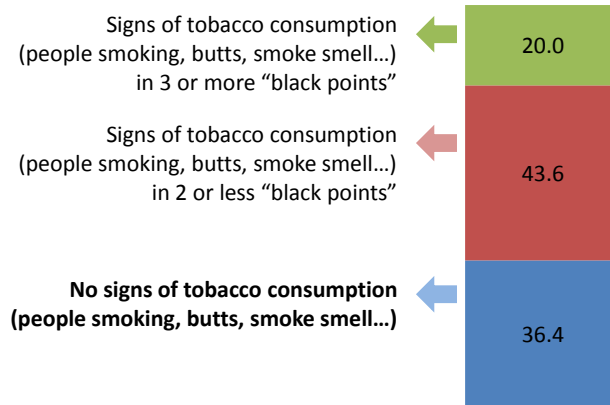 Signs of tobacco consumption
(people smoking, butts, smoke smell…)
in 3 or more “black points”
20.0
Signs of tobacco consumption
(people smoking, butts, smoke smell…)
in 2 or less “black points”
43.6
No signs of tobacco consumption
(people smoking, butts, smoke smell…)
36.4